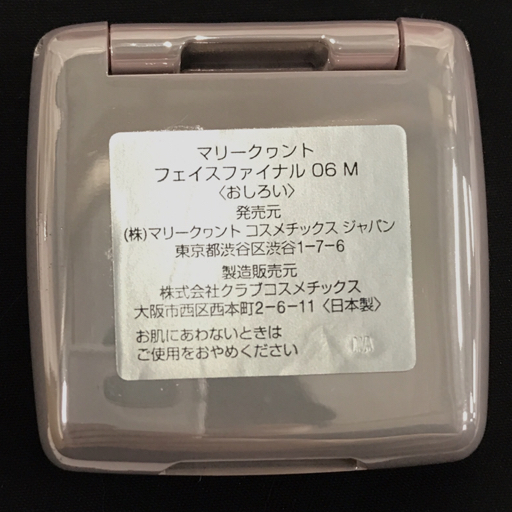 マリークヮント
フェイスファイナル 06 M
〈おしろい〉
発売元
(株)マリークヮント コスメチックス ジャパン
東京都渋谷区渋谷1-7-6
製造販売元
株式会社クラブコスメチックス
大阪市西区西本町2-6-11〈日本製〉
お肌にあわないときは
ご使用をおやめください